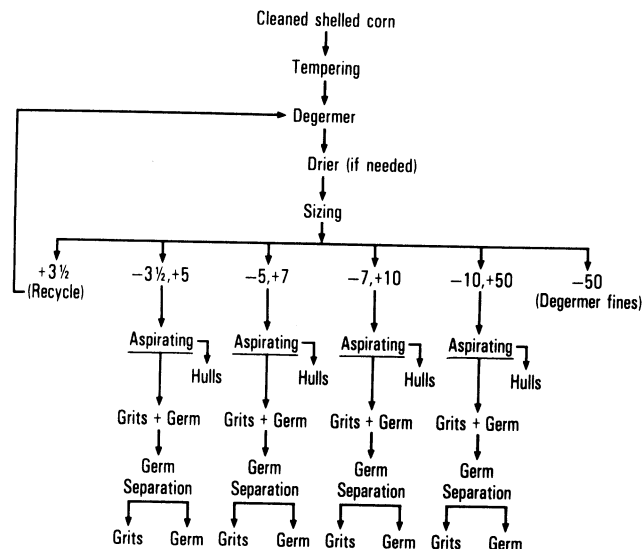 Cleaned shelled corn
Tempering
Degermer
Drier (if needed)
Sizing
+3½
(Recycle)
−3½,+5
−5,+7
−7,+10
−10,+50
−50
(Degermer fines)
Aspirating
Hulls
Aspirating
Hulls
Aspirating
Hulls
Aspirating
Hulls
Grits + Germ
Grits + Germ
Grits + Germ
Grits + Germ
Germ
Separation
Germ
Separation
Germ
Separation
Germ
Separation
Grits
Germ
Grits
Germ
Grits
Germ
Grits
Germ